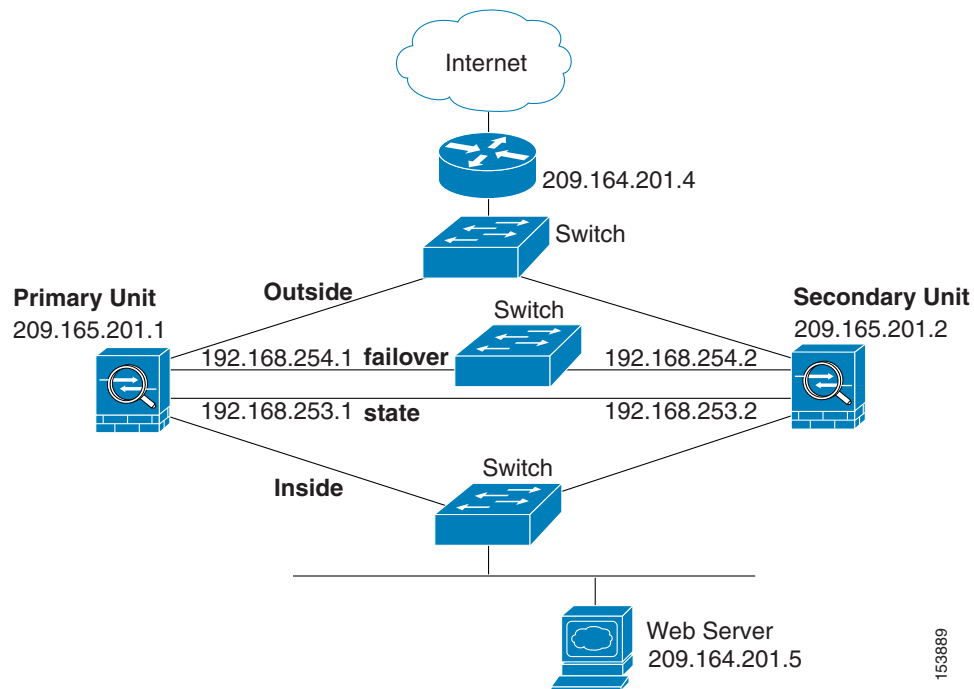 Internet
209.164.201.4
Switch
Outside
Primary Unit
209.165.201.1
Switch
Secondary Unit
209.165.201.2
192.168.254.1 failover 192.168.254.2
192.168.253.1 state 192.168.253.2
Switch
Inside
Web Server
209.164.201.5
153889